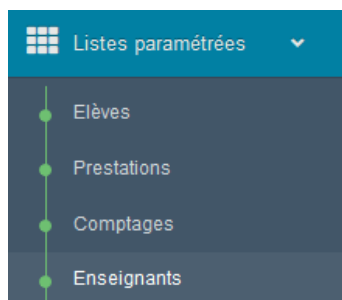 Listes paramétrées
Elèves
Prestations
Comptages
Enseignants